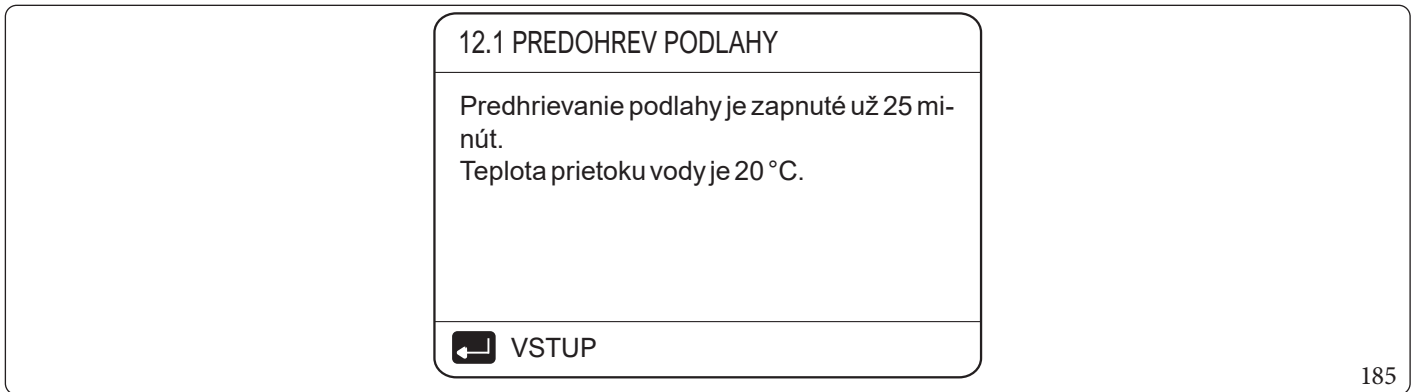 12.1 PREDOHREV PODLAHY
Predhrievanie podlahy je zapnuté už 25 mi-
nút.
Teplota prietoku vody je 20 °C.
VSTUP
185